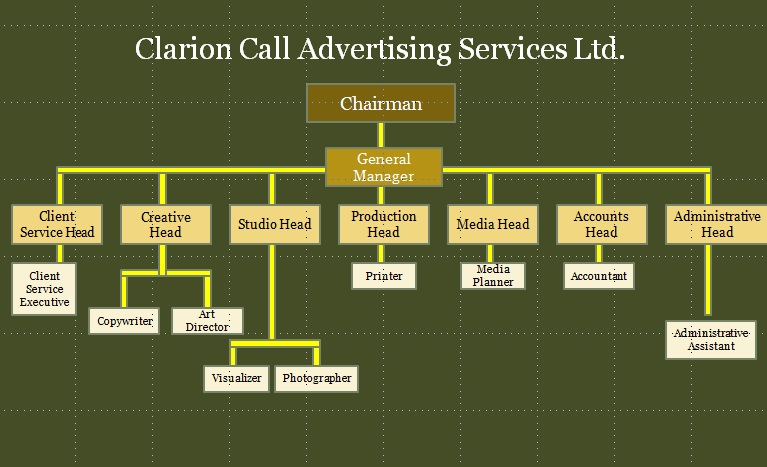 Clarion Call Advertising Services Ltd.
Chairman
General
Manager
Client
Service Head
Creative
Head
Studio Head
Production
Head
Media Head
Accounts
Head
Administrative
Head
Client
Service
Executive
Printer
Media
Planner
Accountant
Copywriter
Art
Director
Administrative
Assistant
Visualizer
Photographer